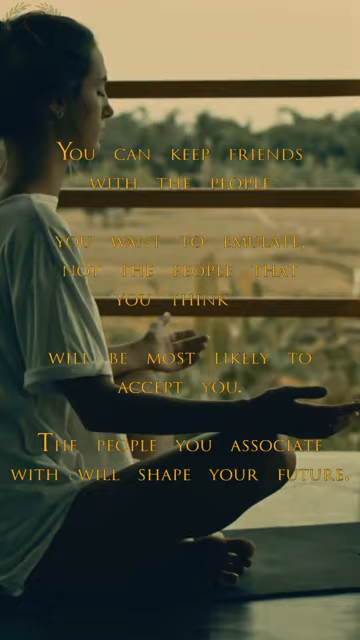 You can keep friends
with the people
you want to emulate,
not the people that
you think
will be most likely to
accept you.
The people you associate
with will shape your future.